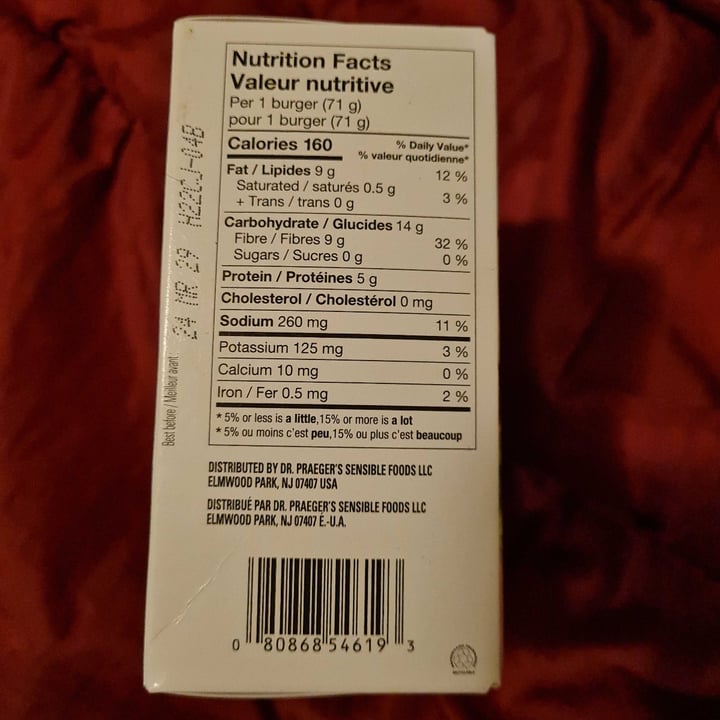 Nutrition Facts
Valeur nutritive
Per 1 burger (71 g)
pour 1 burger (71 g)
Calories 160
% Daily Value*
% valeur quotidienne*
Fat / Lipides 9 g 12 %
Saturated / saturés 0.5 g
+ Trans / trans 0 g 3 %
Carbohydrate / Glucides 14 g
Fibre / Fibres 9 g 32 %
Sugars / Sucres 0 g 0 %
Protein / Protéines 5 g
Cholesterol / Cholestérol 0 mg
Sodium 260 mg 11 %
Potassium 125 mg 3 %
Calcium 10 mg 0 %
Iron / Fer 0.5 mg 2 %
* 5% or less is a little, 15% or more is a lot
* 5% ou moins c'est peu, 15% ou plus c'est beaucoup
DISTRIBUTED BY DR. PRAEGER'S SENSIBLE FOODS LLC
ELMWOOD PARK, NJ 07407 USA
DISTRIBUÉ PAR DR. PRAEGER'S SENSIBLE FOODS LLC
ELMWOOD PARK, NJ 07407 É.-U.A.
0 80868 54619 3
Best before / Meilleur avant:
24 MR 29 H22CJ-04B